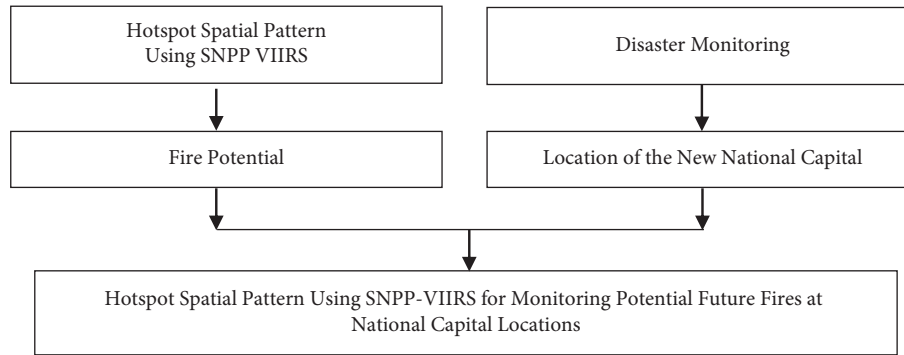 Hotspot Spatial Pattern
Using SNPP VIIRS
Disaster Monitoring
Fire Potential
Location of the New National Capital
Hotspot Spatial Pattern Using SNPP-VIIRS for Monitoring Potential Future Fires at
National Capital Locations